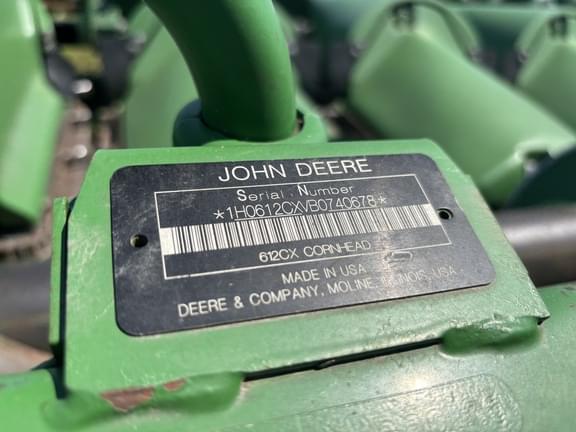 JOHN DEERE
Serial Number
*1H0612CXVB0740678*
612CX CORNHEAD
MADE IN USA
DEERE & COMPANY, MOLINE, ILLINOIS, USA